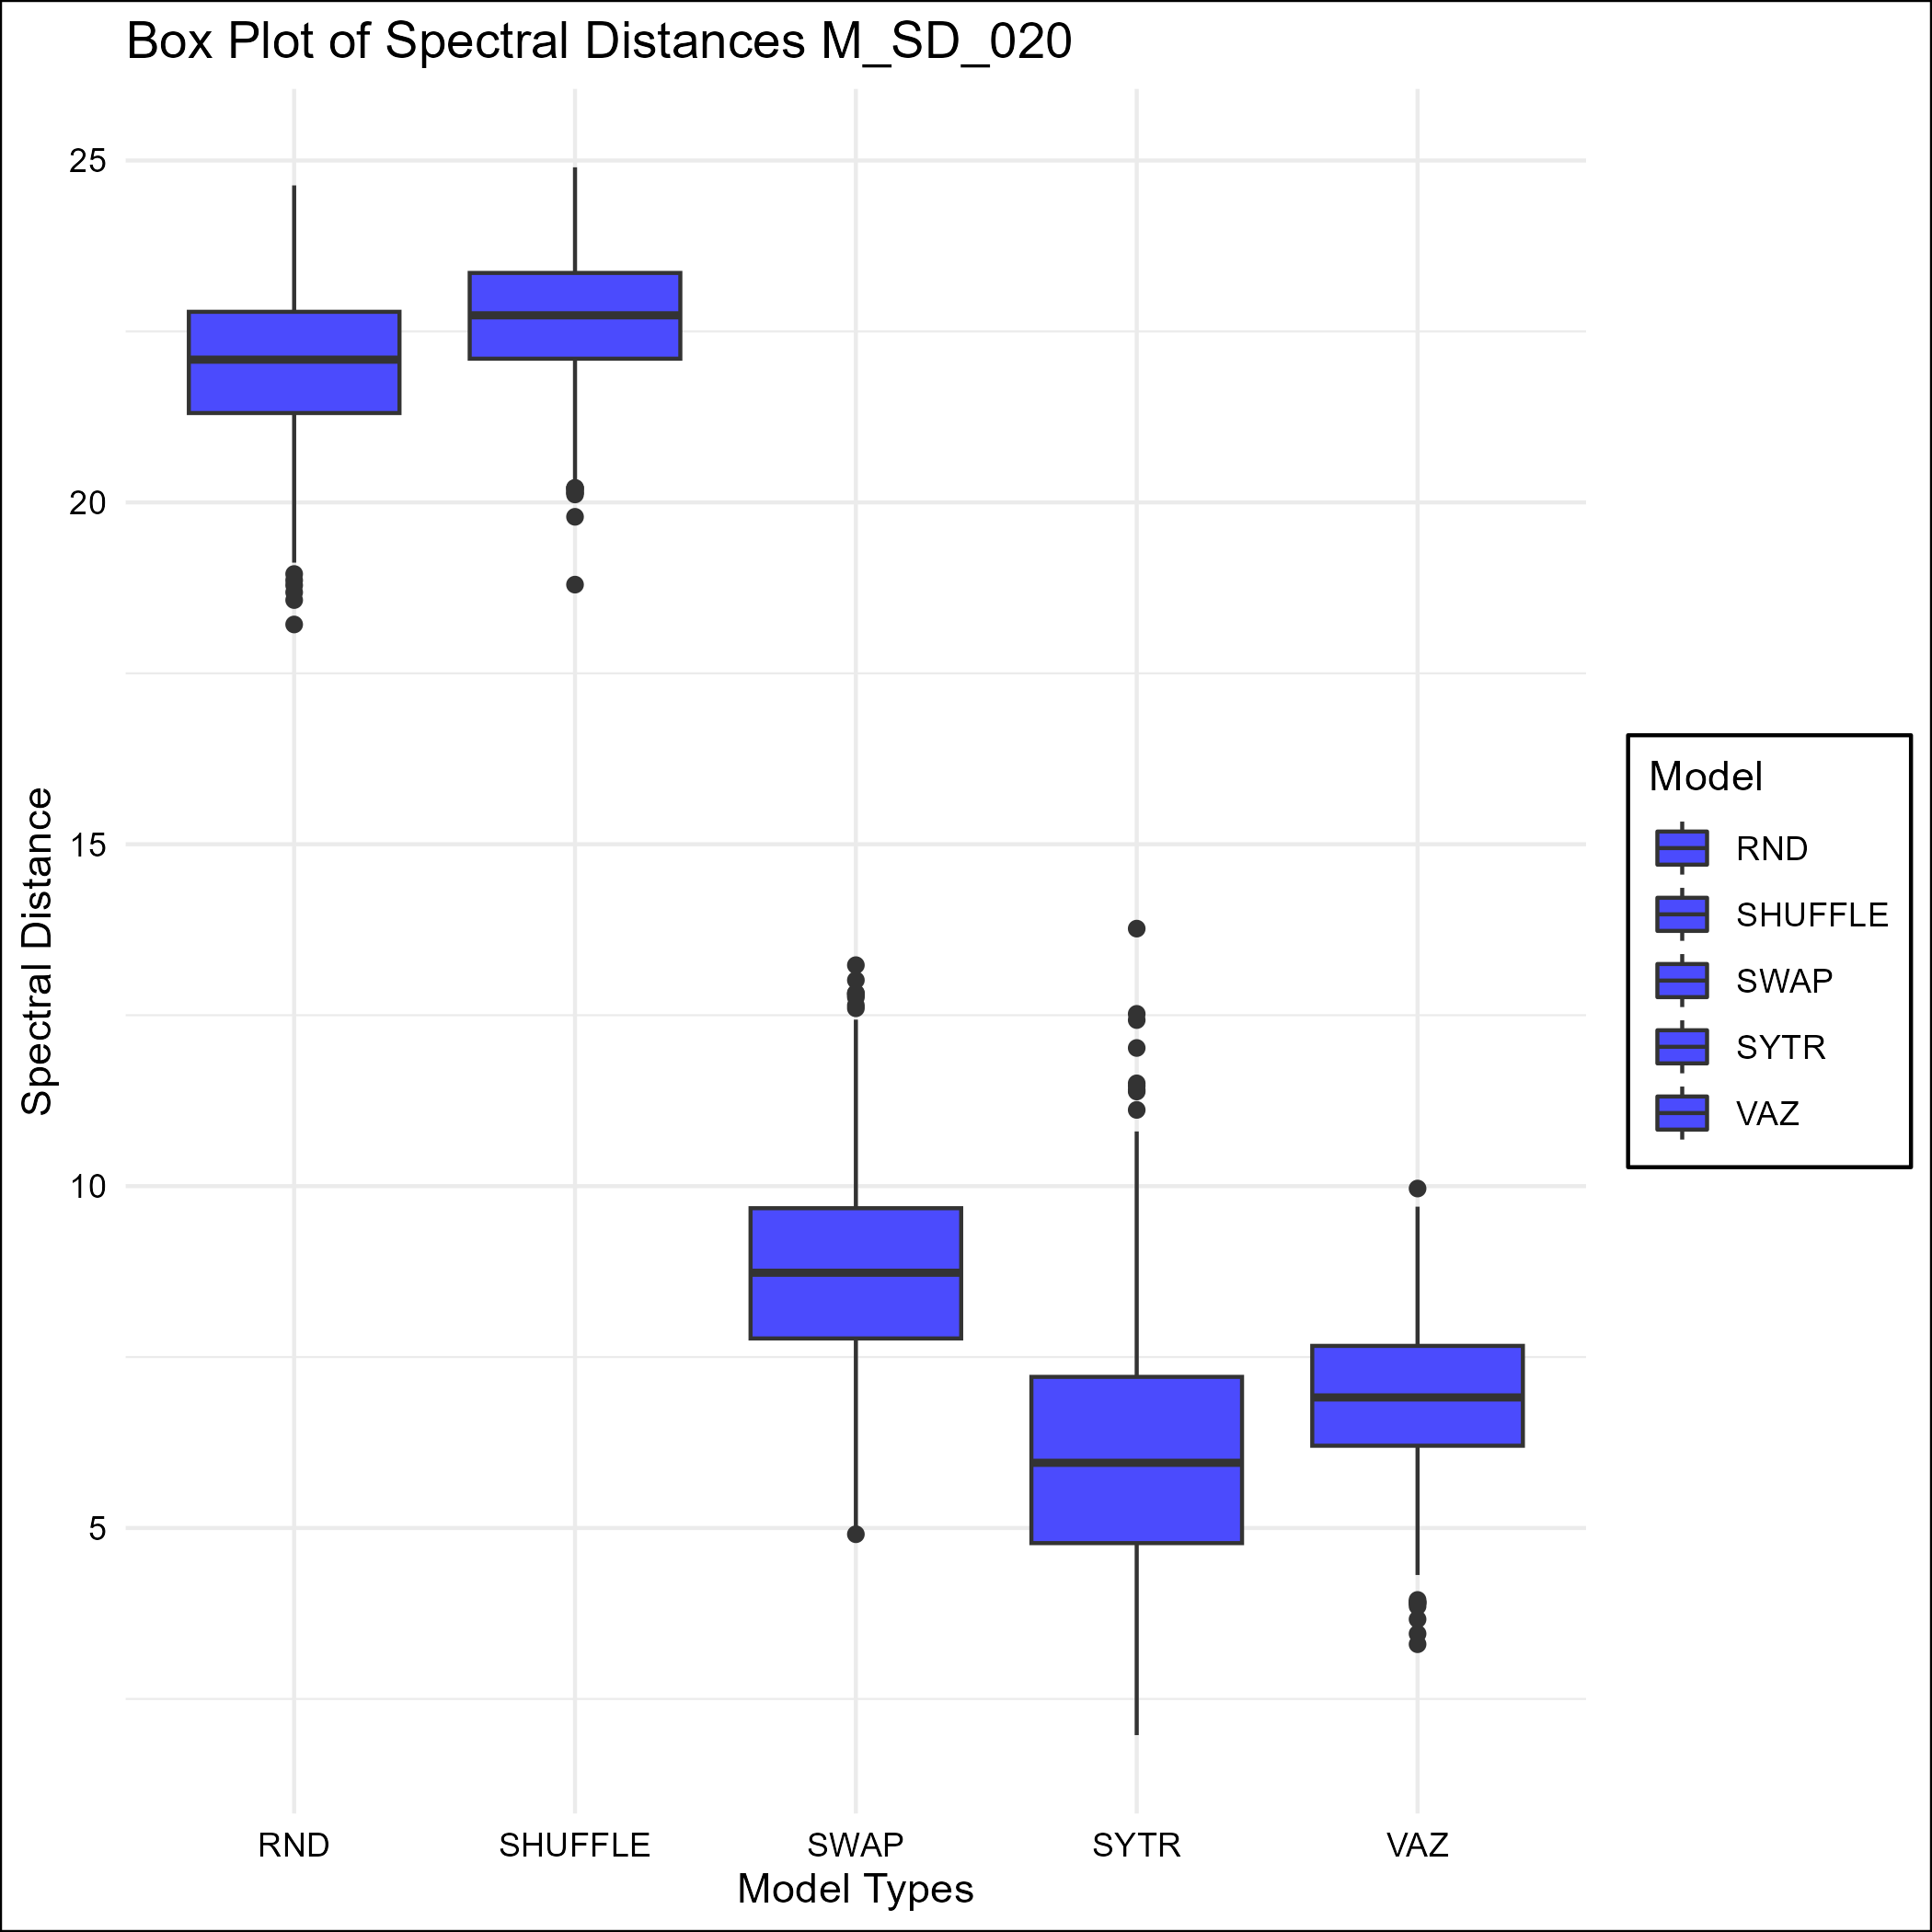 Box Plot of Spectral Distances M_SD_020
25
20
15
10
5
Spectral Distance
RND
SHUFFLE
SWAP
SYTR
VAZ
Model Types
Model
RND
SHUFFLE
SWAP
SYTR
VAZ